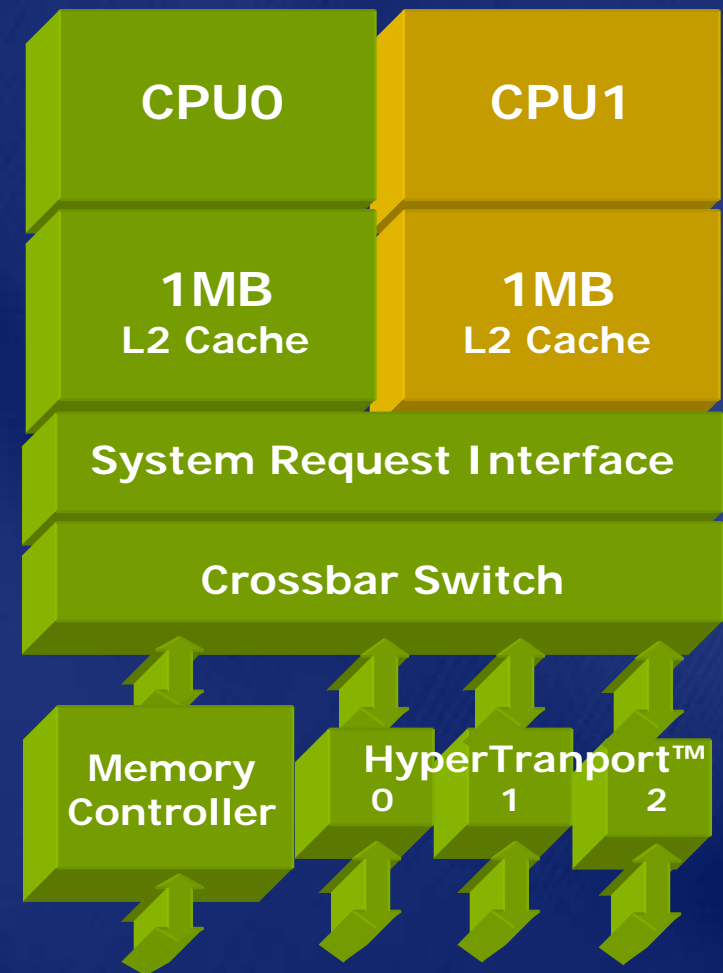 CPU0
CPU1
1MB
L2 Cache
1MB
L2 Cache
System Request Interface
Crossbar Switch
Memory
Controller
HyperTranport™
0 1 2